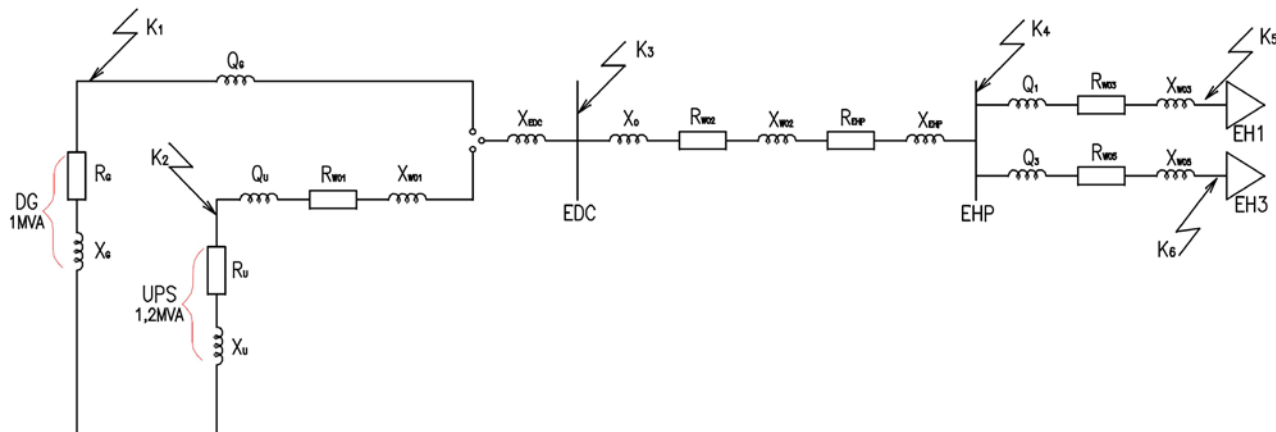 K1
K3
K4
K5
QG
Q1
RW03
XW03
XEDC
X0
RW02
XW02
REHP
XEHP
EH1
K2
RG
QU
RW01
XW01
Q3
RW05
XW05
DG
1MVA
EDC
EHP
EH3
XG
RU
K6
UPS
1,2MVA
XU